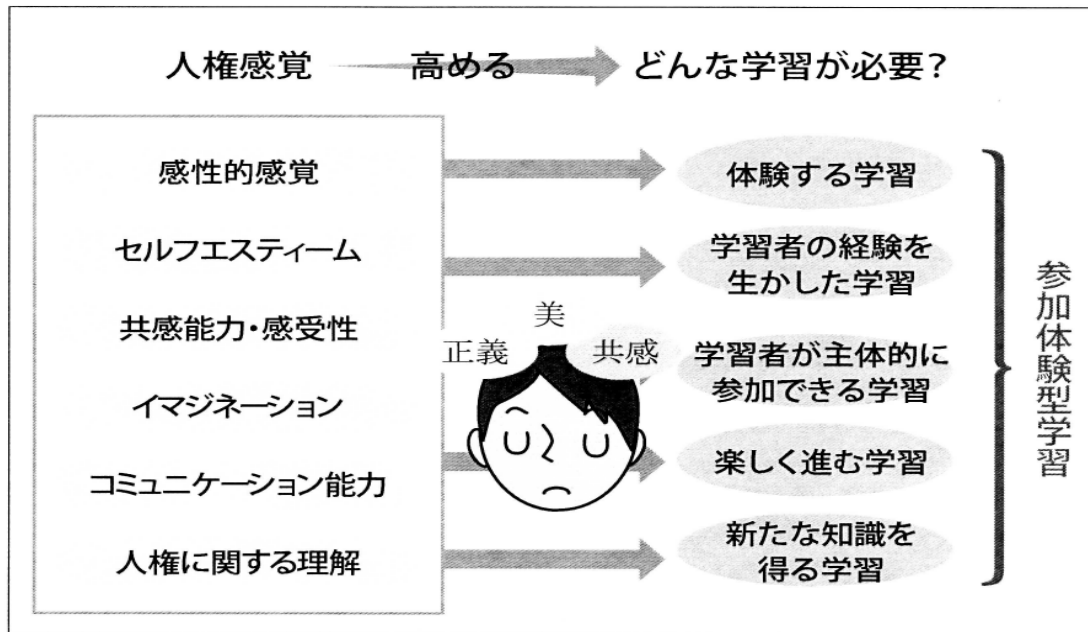 人権感覚 高める どんな学習が必要?
感性的感覚
セルフエスティーム
共感能力・感受性
イマジネーション
コミュニケーション能力
人権に関する理解
美
正義
共感
体験する学習
学習者の経験を
生かした学習
学習者が主体的に
参加できる学習
楽しく進む学習
新たな知識を
得る学習
参加体験型学習